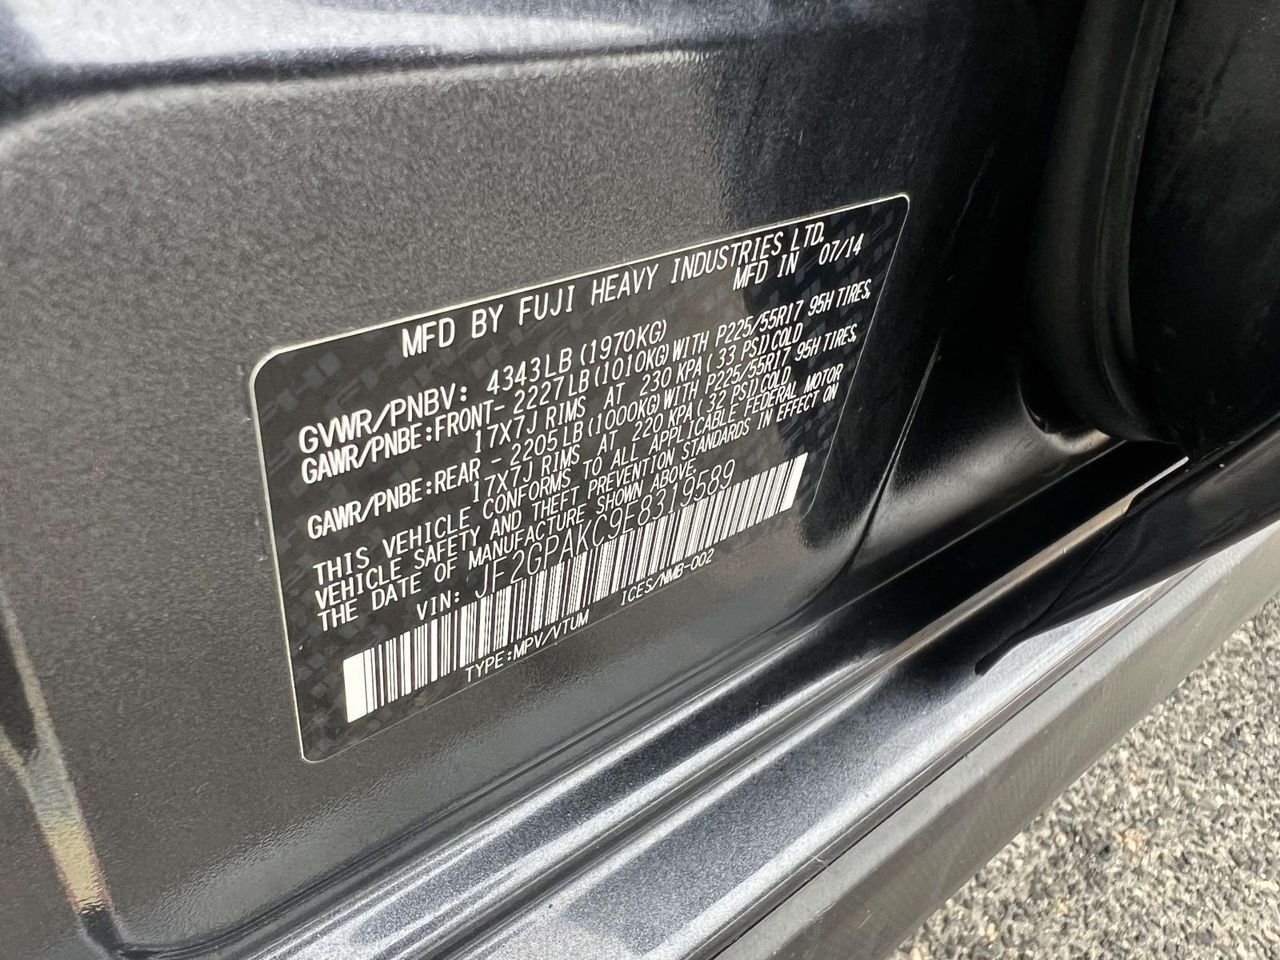 MFD BY FUJI HEAVY INDUSTRIES LTD.
MFD IN 07/14
GVWR/PNBV: 4343LB(1970KG)
GAWR/PNBE:FRONT-2227LB(1010KG)WITH P225/55R17 95H TIRES,
17X7J RIMS AT 230 KPA(33 PSI)COLD
GAWR/PNBE:REAR -2205LB(1000KG)WITH P225/55R17 95H TIRES,
17X7J RIMS AT 220 KPA(32 PSI)COLD
THIS VEHICLE CONFORMS TO ALL APPLICABLE FEDERAL MOTOR
VEHICLE SAFETY AND THEFT PREVENTION STANDARDS IN EFFECT ON
THE DATE OF MANUFACTURE SHOWN ABOVE.
VIN: JF2GPAKC9E8319589
TYPE:MPV/VTUM ICES/NMB-002